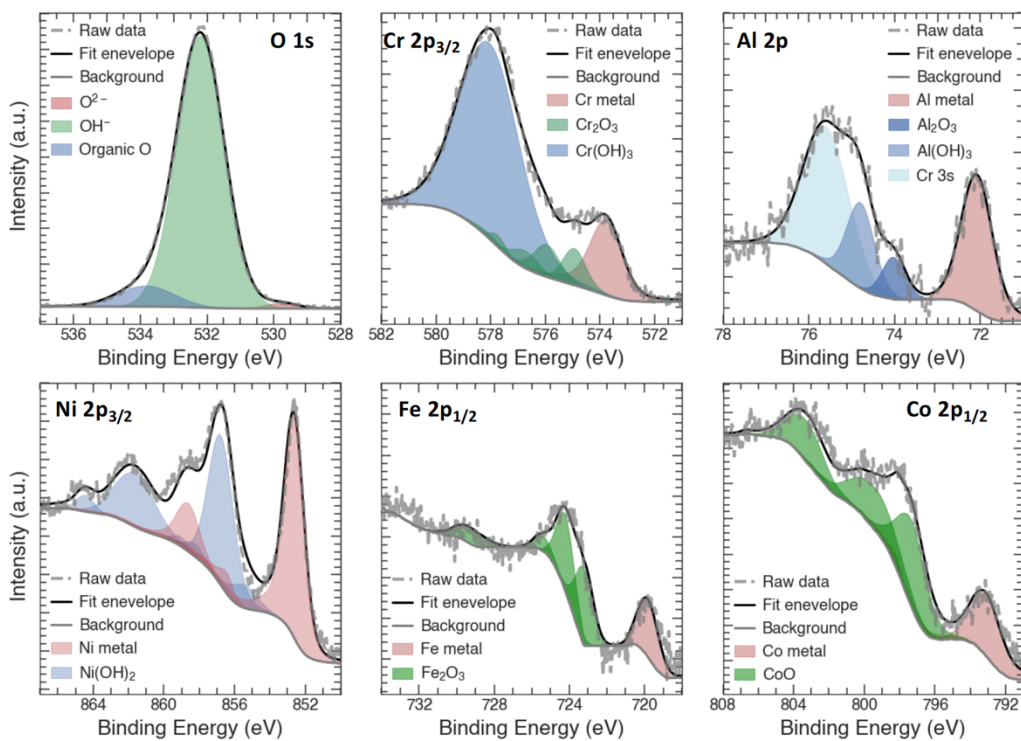 O 1s
Raw data
Fit enevelope
Background
O²⁻
OH⁻
Organic O
Intensity (a.u.)
536 534 532 530 528
Binding Energy (eV)
Cr 2p₃/₂
Raw data
Fit enevelope
Background
Cr metal
Cr₂O₃
Cr(OH)₃
582 580 577 575 572
Binding Energy (eV)
Al 2p
Raw data
Fit enevelope
Background
Al metal
Al₂O₃
Al(OH)₃
Cr 3s
78 76 74 72
Binding Energy (eV)
Ni 2p₃/₂
Raw data
Fit enevelope
Background
Ni metal
Ni(OH)₂
Intensity (a.u.)
864 860 856 852
Binding Energy (eV)
Fe 2p₁/₂
Raw data
Fit enevelope
Background
Fe metal
Fe₂O₃
732 728 724 720
Binding Energy (eV)
Co 2p₁/₂
Raw data
Fit enevelope
Background
Co metal
CoO
808 804 800 796 792
Binding Energy (eV)